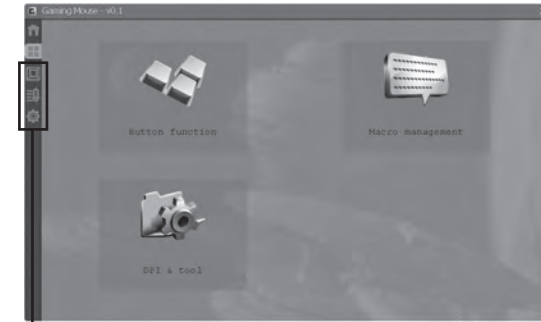 Gaming Mouse - v0.1
Button function
Macro management
DPI & tool